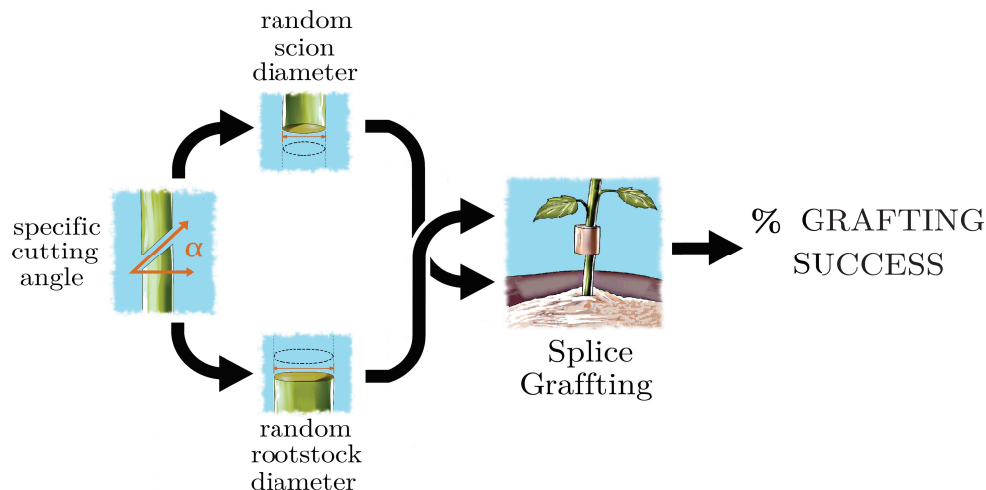 random
scion
diameter
specific
cutting
angle
α
% GRAFTING
SUCCESS
Splice
Graffting
random
rootstock
diameter